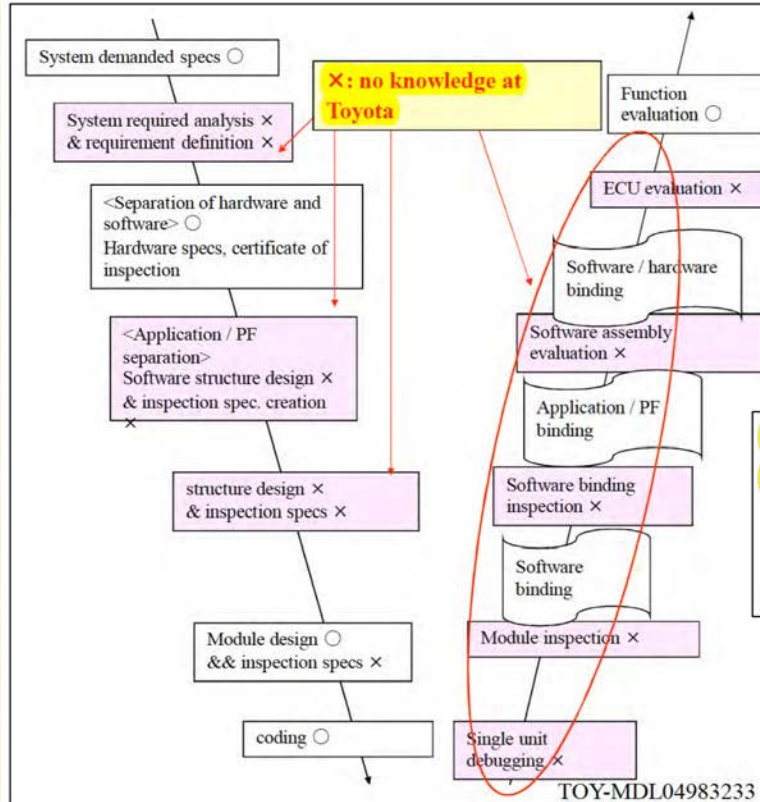 System demanded specs ○
System required analysis ×
& requirement definition ×
<Separation of hardware and
software> ○
Hardware specs, certificate of
inspection
<Application / PF
separation>
Software structure design ×
& inspection spec. creation
×
structure design ×
& inspection specs ×
Module design ○
&& inspection specs ×
coding ○
×: no knowledge at
Toyota
Function
evaluation ○
ECU evaluation ×
Software / hardware
binding
Software assembly
evaluation ×
Application / PF
binding
Software binding
inspection ×
Software
binding
Module inspection ×
Single unit
debugging ×
TOY-MDL04983233